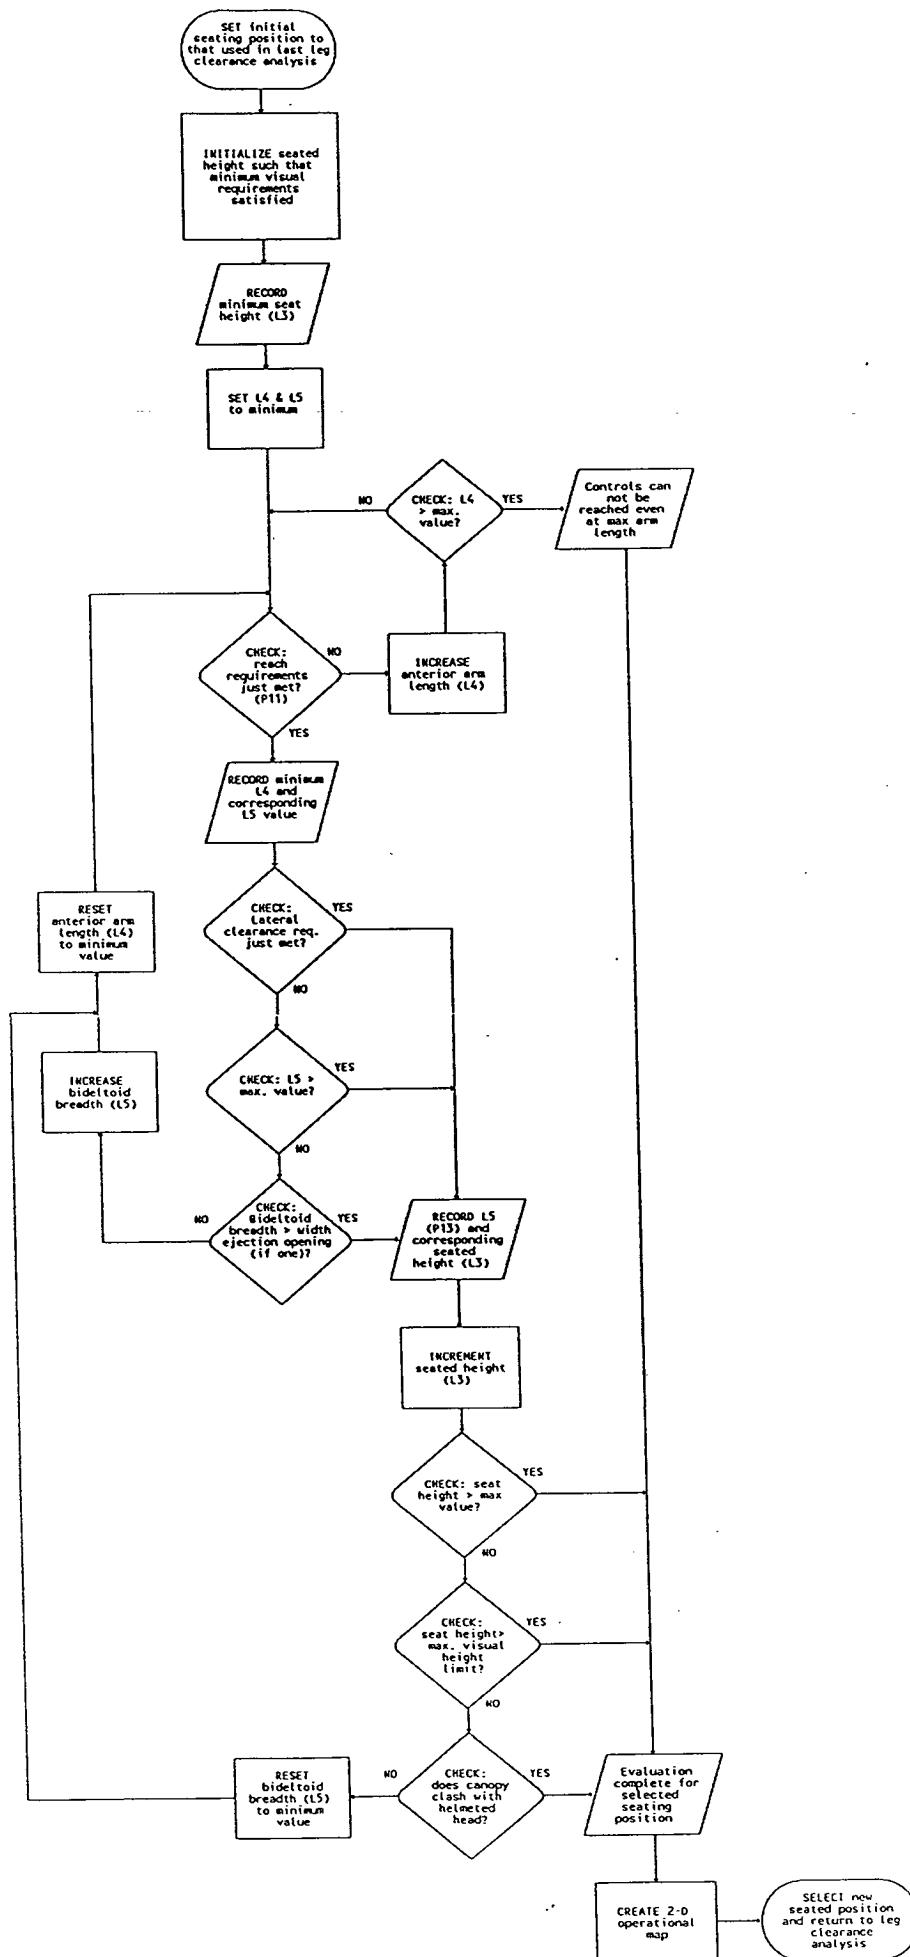 SET initial
seating position to
that used in last leg
clearance analysis
INITIALIZE seated
height such that
minimum visual
requirements
satisfied
RECORD
minimum seat
height (L3)
SET L4 & L5
to minimum
NO
CHECK: L4
> max.
value?
YES
Controls can
not be
reached even
at max arm
length
CHECK:
reach
requirements
just met?
(P11)
NO
INCREASE
anterior arm
length (L4)
YES
RECORD minimum
L4 and
corresponding
L5 value
RESET
anterior arm
length (L4)
to minimum
value
CHECK:
Lateral
clearance req.
just met?
YES
NO
INCREASE
bideltoid
breadth (L5)
CHECK: L5 >
max. value?
YES
NO
NO
CHECK:
Bideltoid
breadth > width
ejection opening
(if one)?
YES
RECORD L5
(P13) and
corresponding
seated
height (L3)
INCREMENT
seated height
(L3)
CHECK: seat
height > max
value?
YES
NO
CHECK:
seat height>
max. visual
height
limit?
YES
NO
RESET
bideltoid
breadth (L5)
to minimum
value
NO
CHECK:
does canopy
clash with
helmeted
head?
YES
Evaluation
complete for
selected
seating
position
CREATE 2-D
operational
map
SELECT new
seated position
and return to leg
clearance
analysis